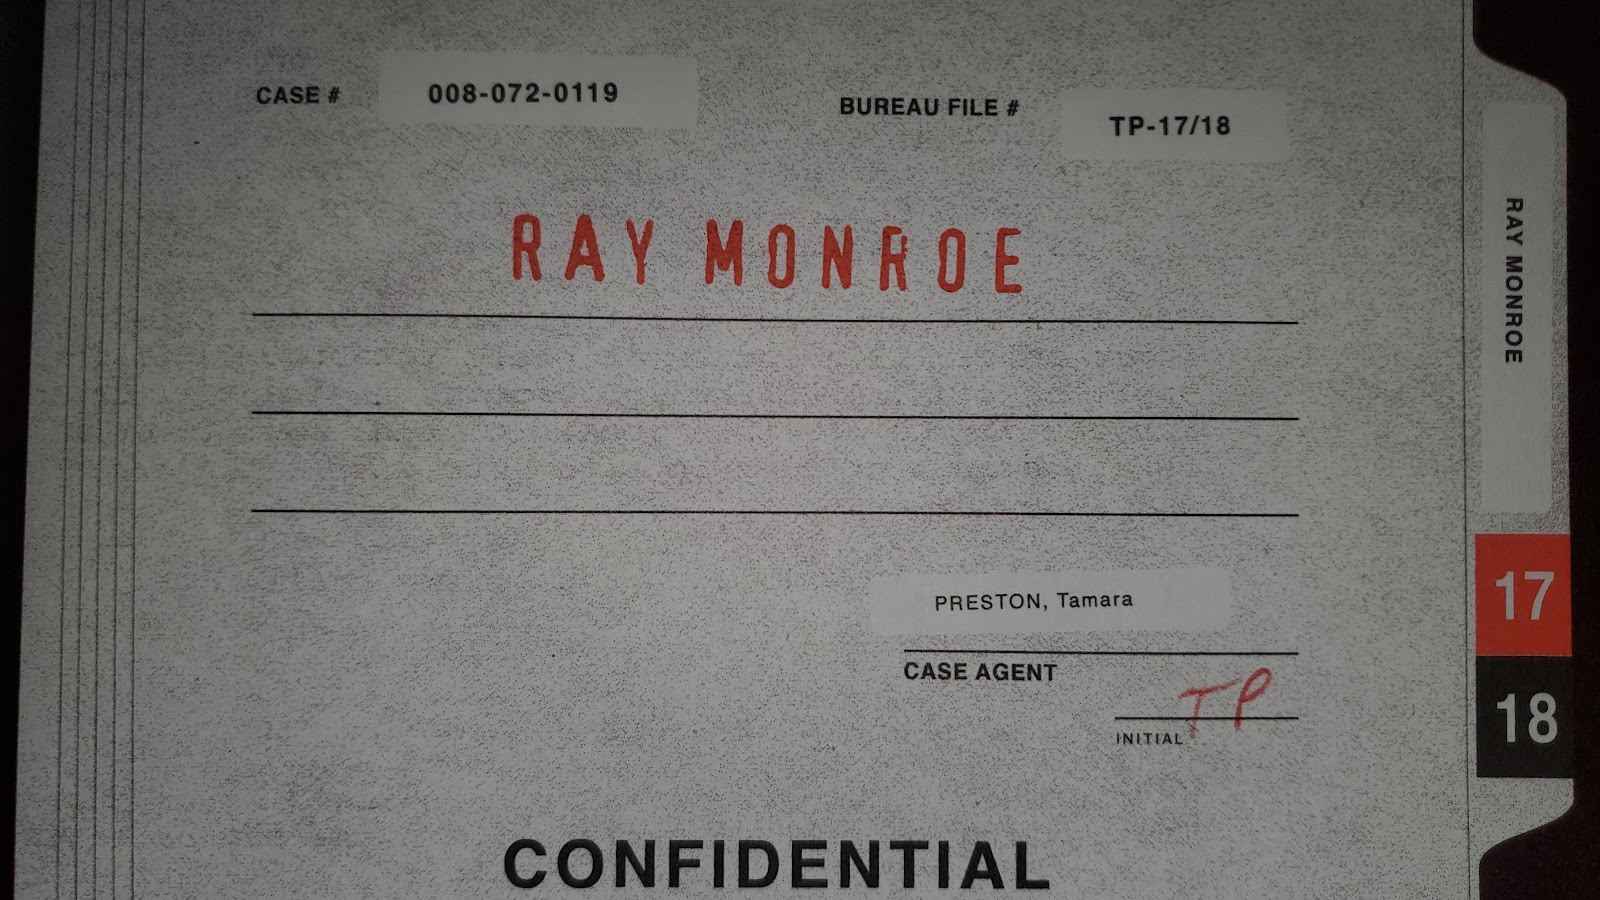 CASE # 008-072-0119
BUREAU FILE # TP-17/18
RAY MONROE
RAY MONROE
17
18
PRESTON, Tamara
CASE AGENT
TP
INITIAL
CONFIDENTIAL